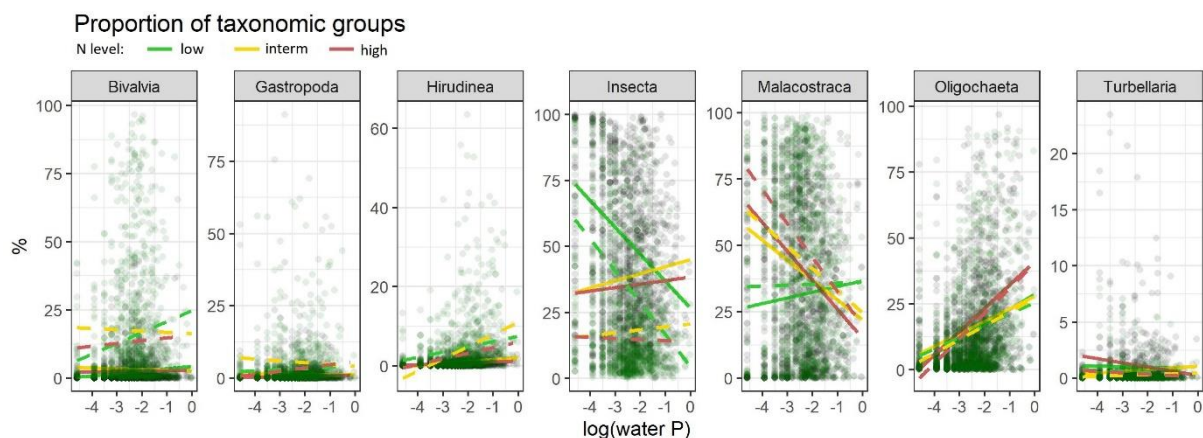 Proportion of taxonomic groups
N level: low interm high
Bivalvia Gastropoda Hirudinea Insecta Malacostraca Oligochaeta Turbellaria
%
100 75 50 25 0
75 50 25 0
60 40 20 0
100 75 50 25 0
100 75 50 25 0
100 75 50 25 0
20 15 10 5 0
-4 -3 -2 -1 0 -4 -3 -2 -1 0 -4 -3 -2 -1 0 -4 -3 -2 -1 0 -4 -3 -2 -1 0 -4 -3 -2 -1 0 -4 -3 -2 -1 0
log(water P)